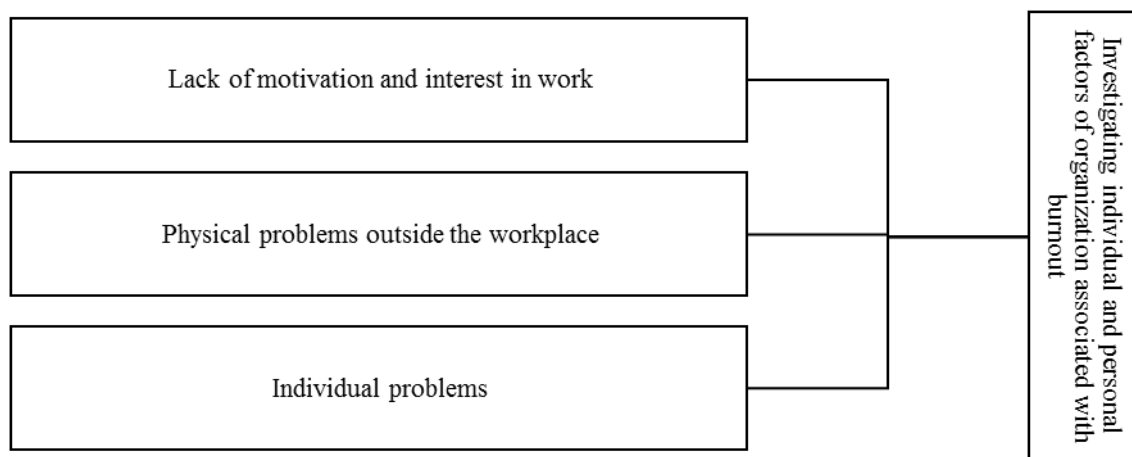 Lack of motivation and interest in work
Physical problems outside the workplace
Individual problems
Investigating individual and personal
factors of organization associated with
burnout